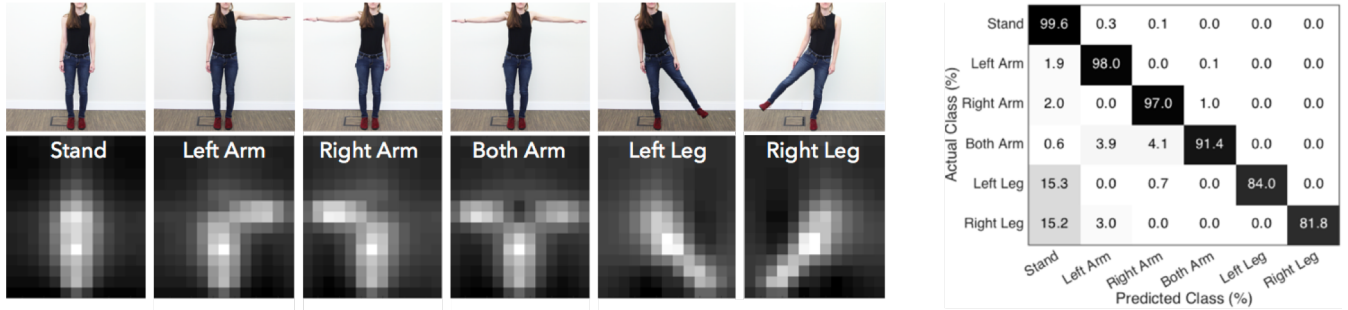 Stand Left Arm Right Arm Both Arm Left Leg Right Leg
Actual Class (%)
Stand 99.6 0.3 0.1 0.0 0.0 0.0
Left Arm 1.9 98.0 0.0 0.1 0.0 0.0
Right Arm 2.0 0.0 97.0 1.0 0.0 0.0
Both Arm 0.6 3.9 4.1 91.4 0.0 0.0
Left Leg 15.3 0.0 0.7 0.0 84.0 0.0
Right Leg 15.2 3.0 0.0 0.0 0.0 81.8
Stand Left Arm Right Arm Both Arm Left Leg Right Leg
Predicted Class (%)